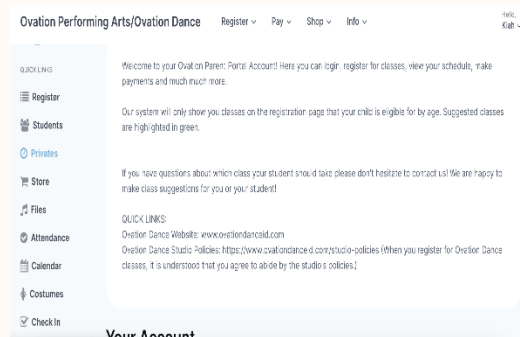 Ovation Performing Arts/Ovation Dance Register Pay Shop Info Hello,
Kiah
QUICK LINKS
Register
Students
Privates
Store
Files
Attendance
Calendar
Costumes
Check In
Welcome to your Ovation Parent Portal Account! Here you can login, register for classes, view your schedule, make
payments and much much more.
Our system will only show you classes on the registration page that your child is eligible for by age. Suggested classes
are highlighted in green.
If you have questions about which class your student should take please don't hesitate to contact us! We are happy to
make class suggestions for you or your student!
QUICK LINKS:
Ovation Dance Website: www.ovationdanceid.com
Ovation Dance Studio Policies: https://www.ovationdanceid.com/studio-policies (When you register for Ovation Dance
classes, it is understood that you agree to abide by the studio's policies.)
Your Account